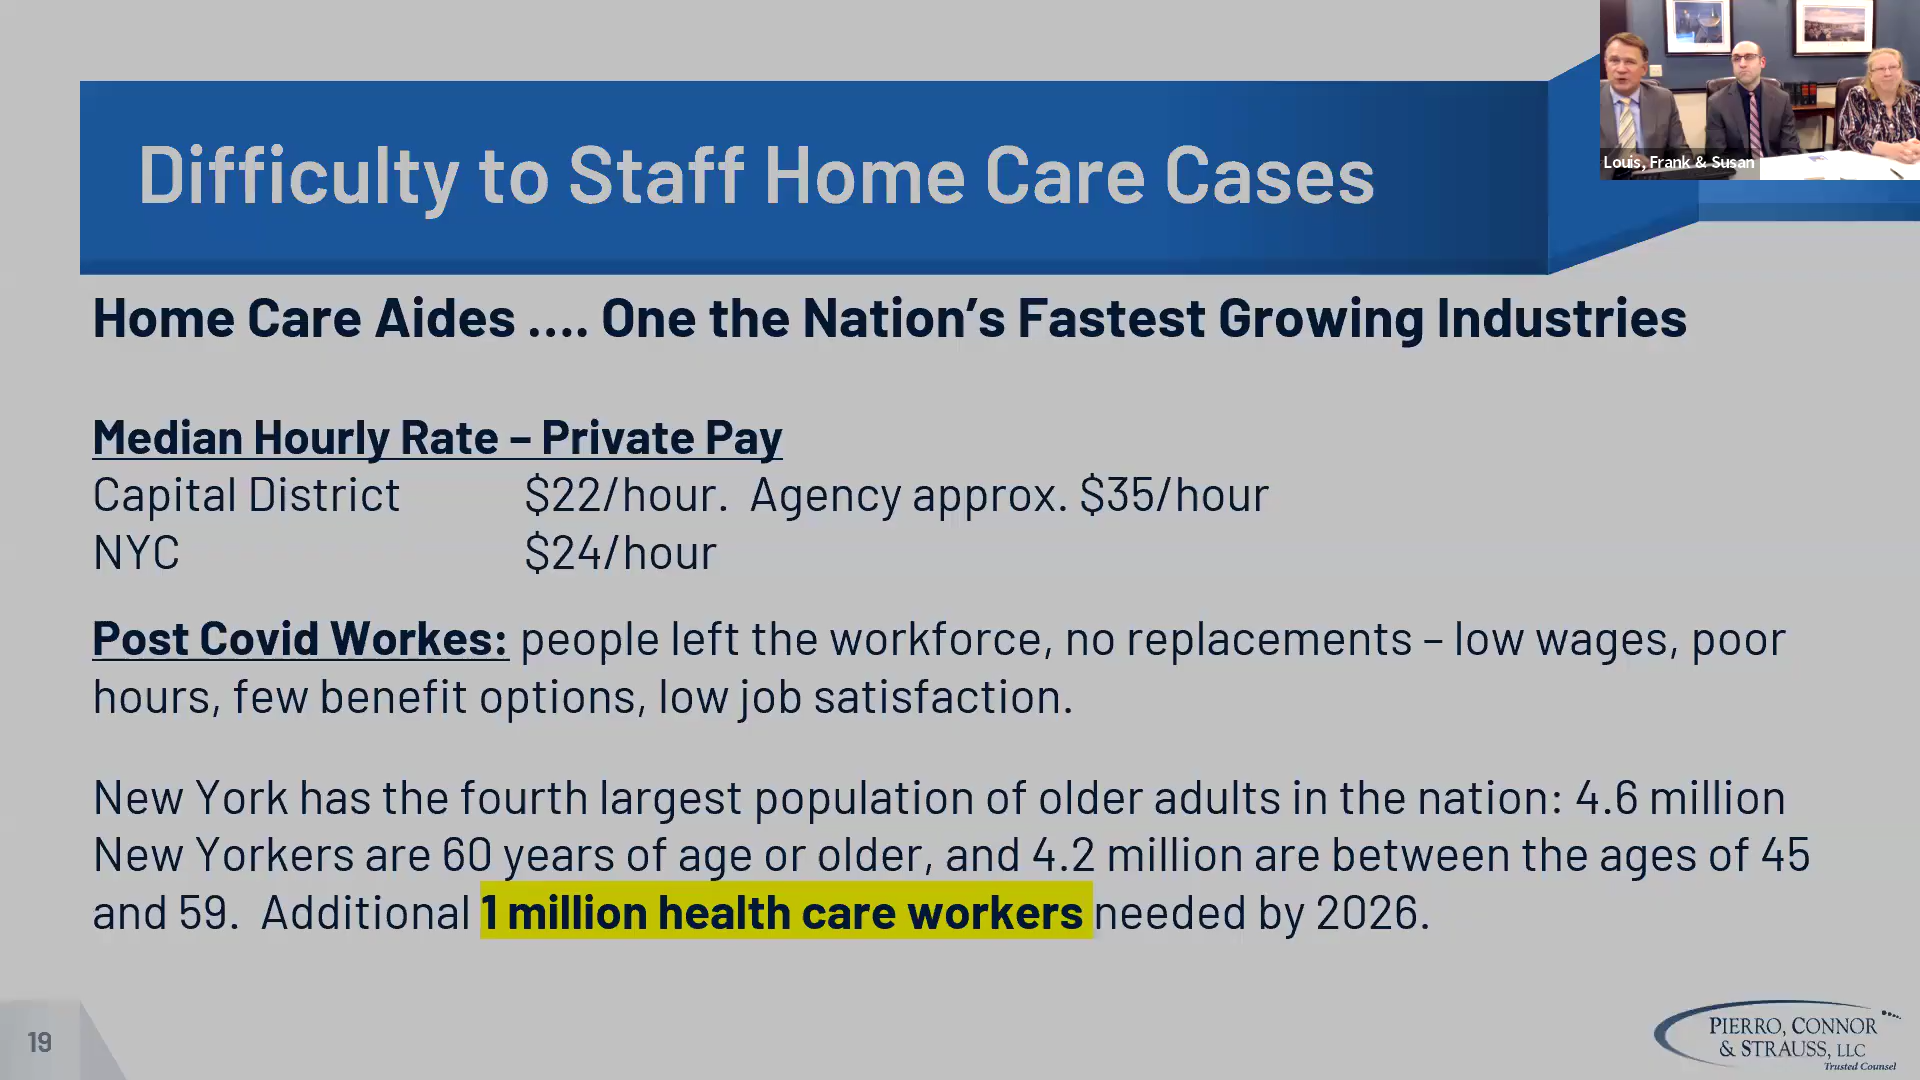 Louis, Frank & Susan
Difficulty to Staff Home Care Cases
Home Care Aides .... One the Nation’s Fastest Growing Industries
Median Hourly Rate – Private Pay
Capital District $22/hour. Agency approx. $35/hour
NYC $24/hour
Post Covid Workes: people left the workforce, no replacements – low wages, poor
hours, few benefit options, low job satisfaction.
New York has the fourth largest population of older adults in the nation: 4.6 million
New Yorkers are 60 years of age or older, and 4.2 million are between the ages of 45
and 59. Additional 1 million health care workers needed by 2026.
19
PIERRO, CONNOR
& STRAUSS, LLC
Trusted Counsel